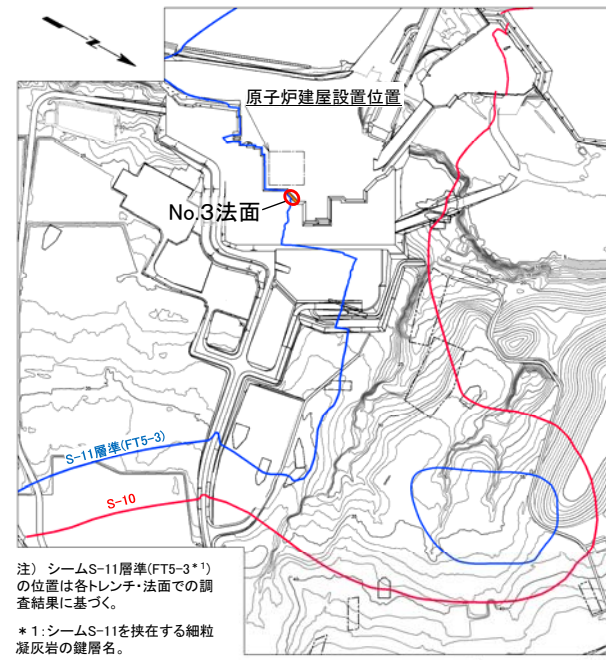 N
原子炉建屋設置位置
No.3法面
S-11層準(FT5-3)
S-10
注) シームS-11層準(FT5-3*1)
の位置は各トレンチ・法面での調
査結果に基づく。
*1:シームS-11を挟在する細粒
凝灰岩の鍵層名。